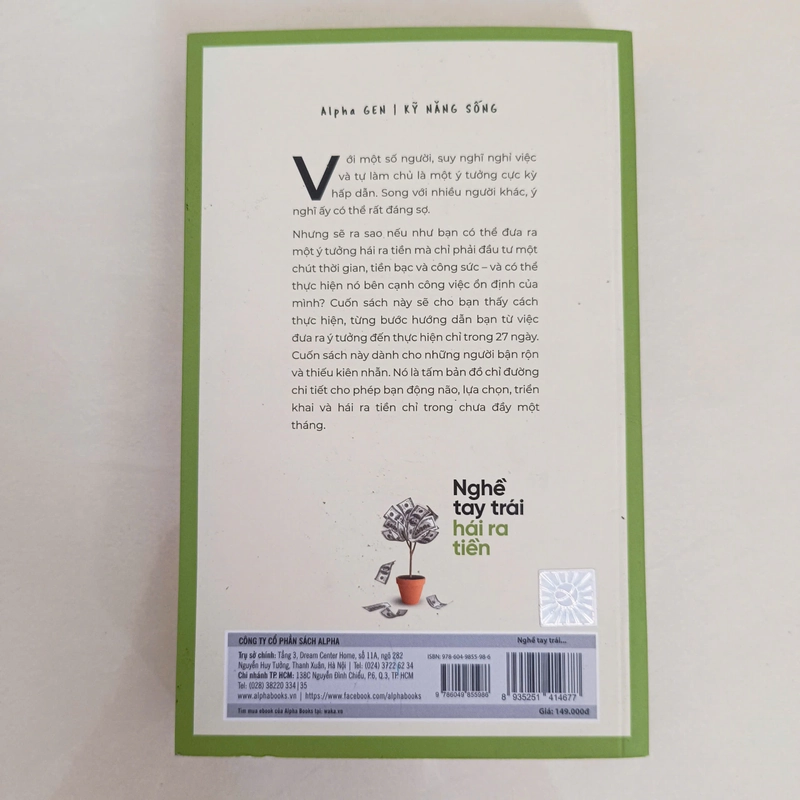 Alpha GEN | KỸ NĂNG SỐNG
Với một số người, suy nghĩ nghỉ việc
và tự làm chủ là một ý tưởng cực kỳ
hấp dẫn. Song với nhiều người khác, ý
nghĩ ấy có thể rất đáng sợ.
Nhưng sẽ ra sao nếu như bạn có thể đưa ra
một ý tưởng hái ra tiền mà chỉ phải đầu tư một
chút thời gian, tiền bạc và công sức – và có thể
thực hiện nó bên cạnh công việc ổn định của
mình? Cuốn sách này sẽ cho bạn thấy cách
thực hiện, từng bước hướng dẫn bạn từ việc
đưa ra ý tưởng đến thực hiện chỉ trong 27 ngày.
Cuốn sách này dành cho những người bận rộn
và thiếu kiên nhẫn. Nó là tấm bản đồ chỉ đường
chi tiết cho phép bạn động não, lựa chọn, triển
khai và hái ra tiền chỉ trong chưa đầy một
tháng.
Nghề
tay trái
hái ra
tiền
CÔNG TY CỔ PHẦN SÁCH ALPHA
Trụ sở chính: Tầng 3, Dream Center Home, số 11A, ngõ 282
Nguyễn Huy Tưởng, Thanh Xuân, Hà Nội | Tel: (024) 3722 62 34
Chi nhánh TP. HCM: 138C Nguyễn Đình Chiểu, P.6, Q.3, TP. HCM
Tel: (028) 38220 334 | 35
www.alphabooks.vn | https://www.facebook.com/alphabooks
Tìm mua ebook của Alpha Books tại: waka.vn
Nghề tay trái...
ISBN: 978-604-9855-98-6
9 786049 855986
8 935251 414677
Giá: 149.000đ